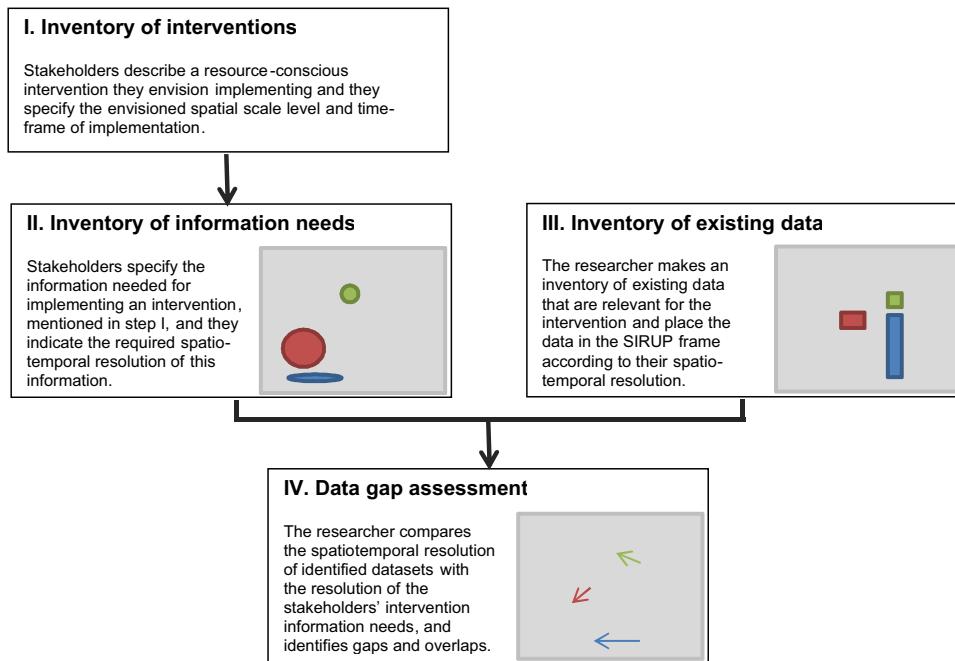 I. Inventory of interventions
Stakeholders describe a resource-conscious
intervention they envision implementing and they
specify the envisioned spatial scale level and time-
frame of implementation.
II. Inventory of information needs
Stakeholders specify the
information needed for
implementing an intervention,
mentioned in step I, and they
indicate the required spatio-
temporal resolution of this
information.
III. Inventory of existing data
The researcher makes an
inventory of existing data
that are relevant for the
intervention and place the
data in the SIRUP frame
according to their spatio-
temporal resolution.
IV. Data gap assessment
The researcher compares
the spatiotemporal resolution
of identified datasets with
the resolution of the
stakeholders' intervention
information needs, and
identifies gaps and overlaps.